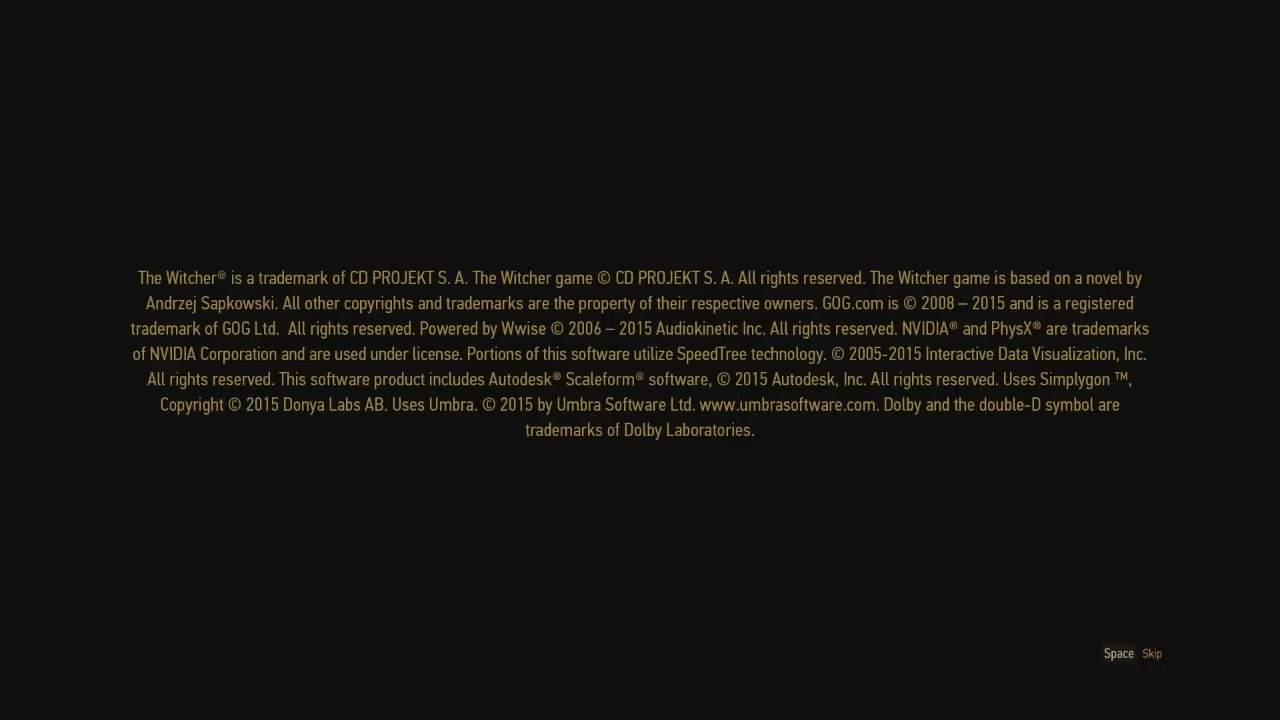 The Witcher® is a trademark of CD PROJEKT S. A. The Witcher game © CD PROJEKT S. A. All rights reserved. The Witcher game is based on a novel by
Andrzej Sapkowski. All other copyrights and trademarks are the property of their respective owners. GOG.com is © 2008 – 2015 and is a registered
trademark of GOG Ltd.  All rights reserved. Powered by Wwise © 2006 – 2015 Audiokinetic Inc. All rights reserved. NVIDIA® and PhysX® are trademarks
of NVIDIA Corporation and are used under license. Portions of this software utilize SpeedTree technology. © 2005-2015 Interactive Data Visualization, Inc.
All rights reserved. This software product includes Autodesk® Scaleform® software, © 2015 Autodesk, Inc. All rights reserved. Uses Simplygon ™,
Copyright © 2015 Donya Labs AB. Uses Umbra. © 2015 by Umbra Software Ltd. www.umbrasoftware.com. Dolby and the double-D symbol are
trademarks of Dolby Laboratories.
Space Skip